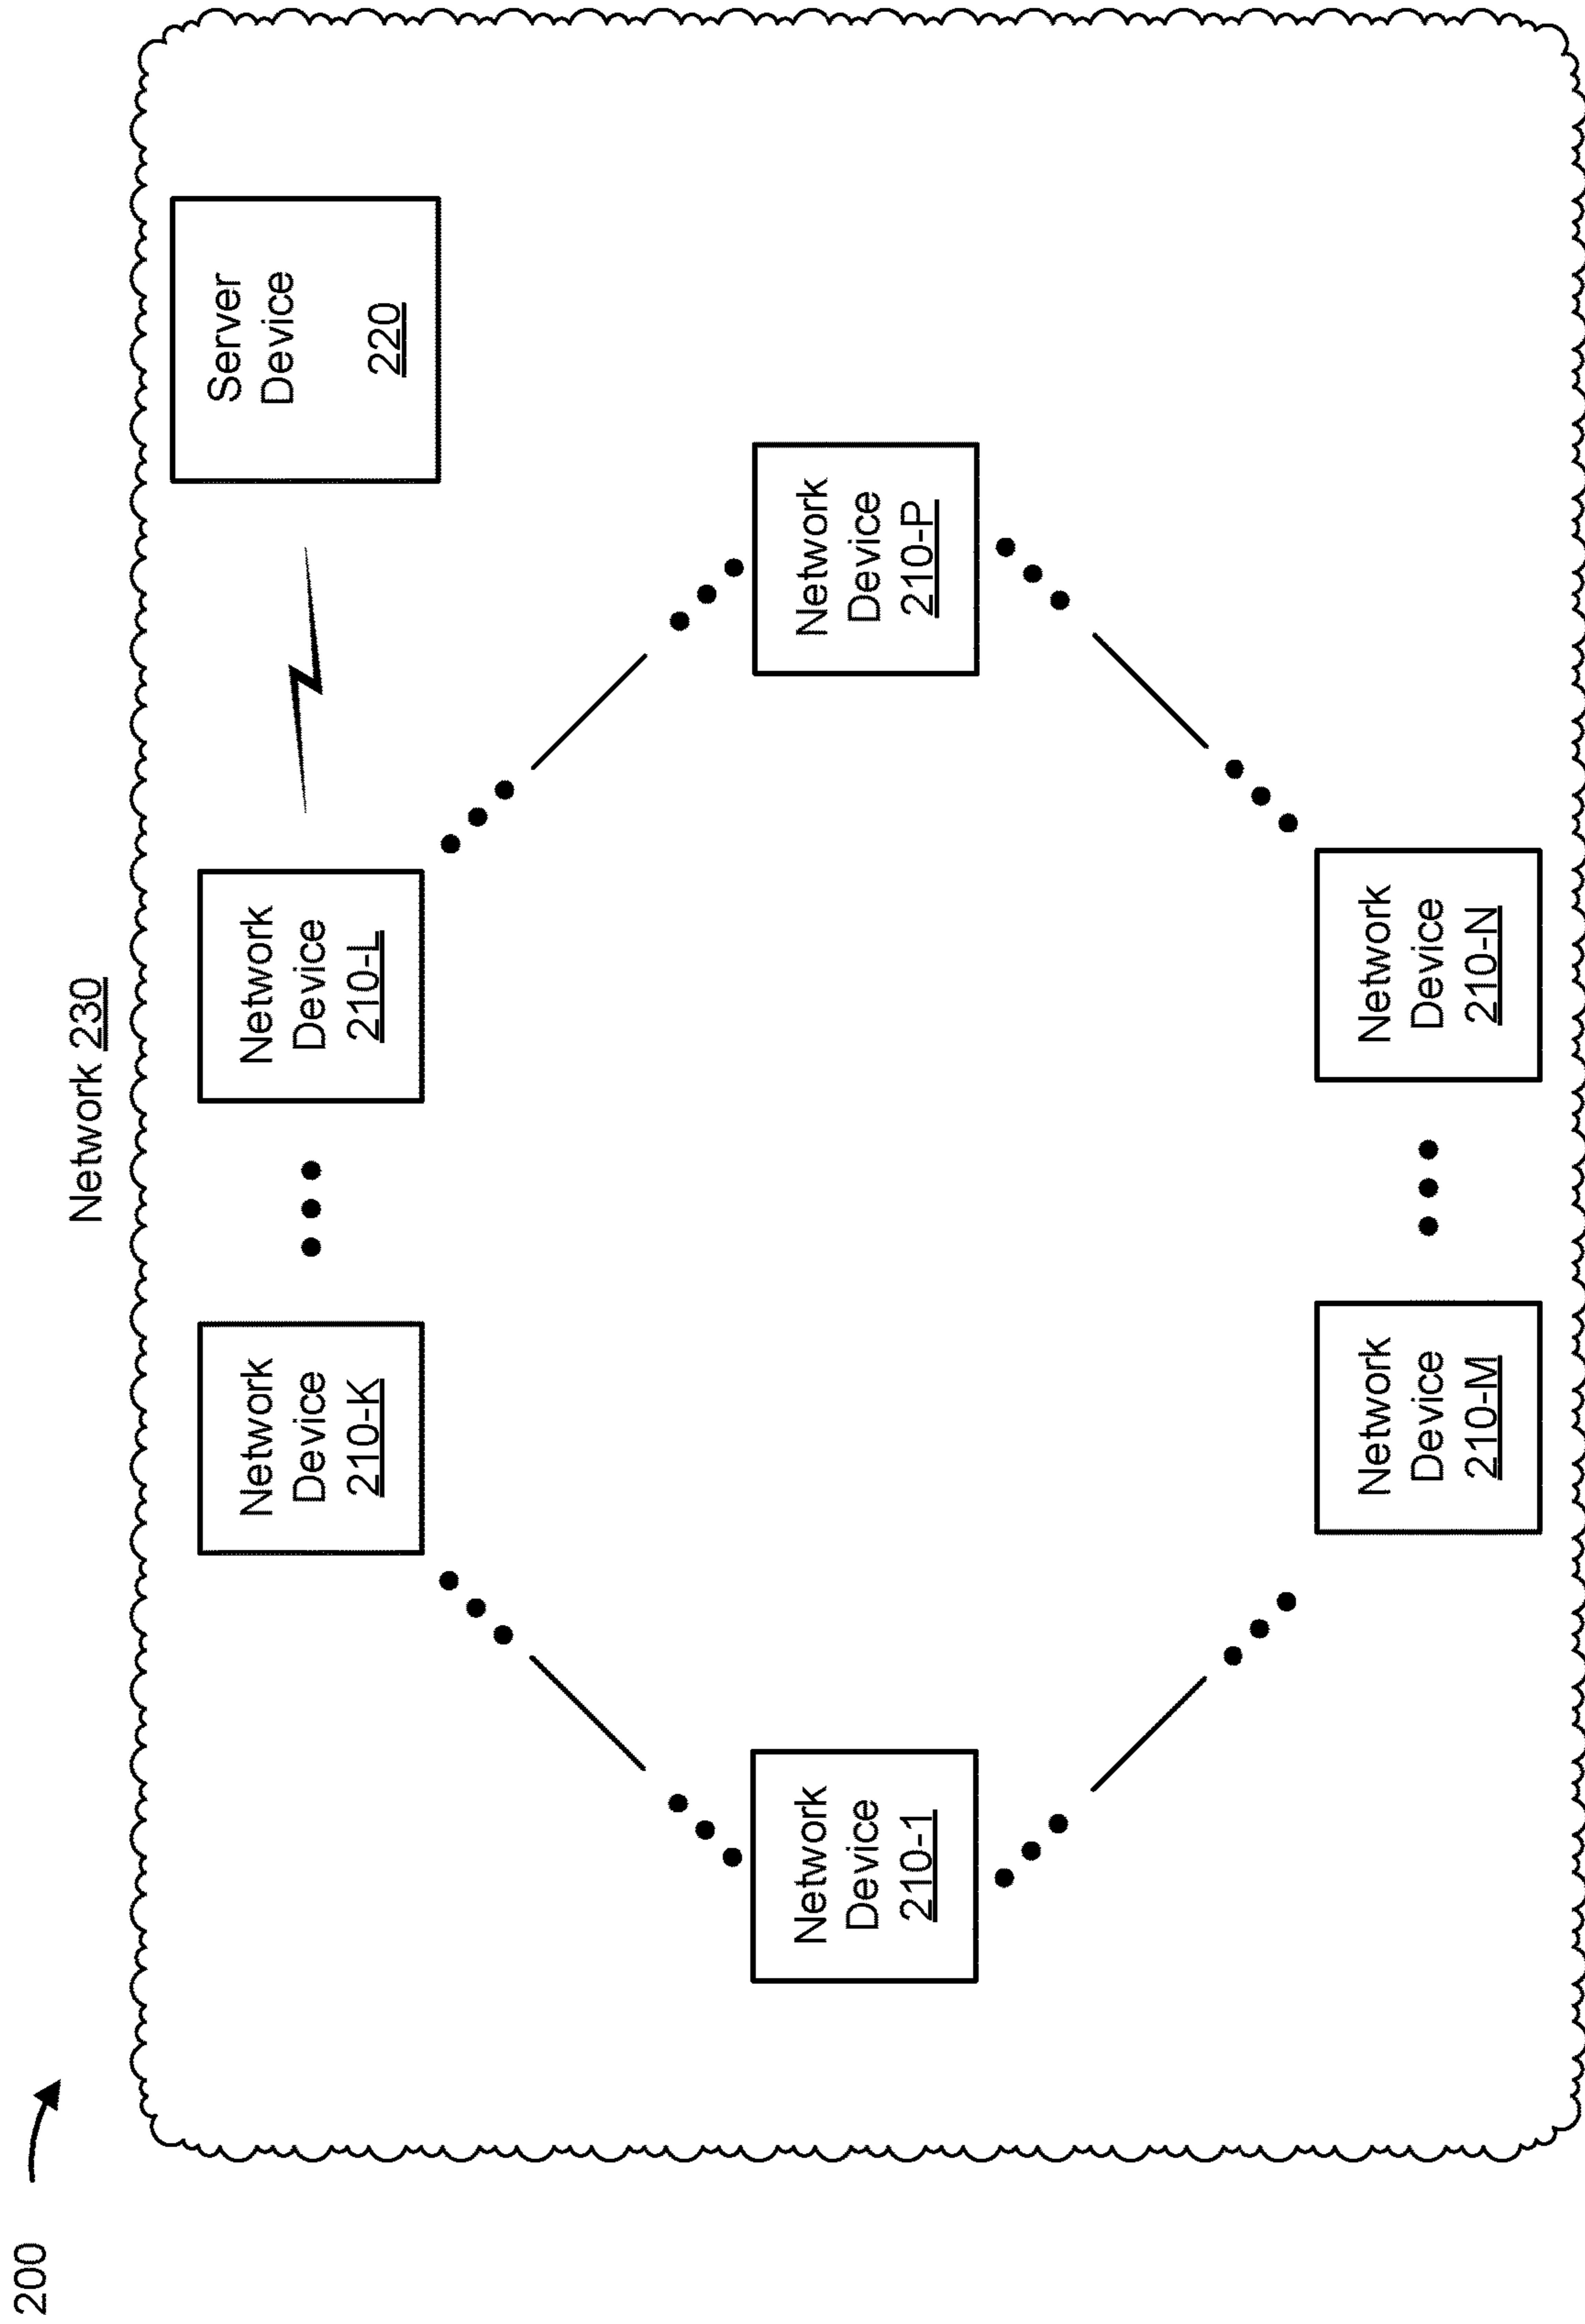 200
Network 230
Server
Device
220
Network
Device
210-K
Network
Device
210-L
Network
Device
210-1
Network
Device
210-P
Network
Device
210-M
Network
Device
210-N